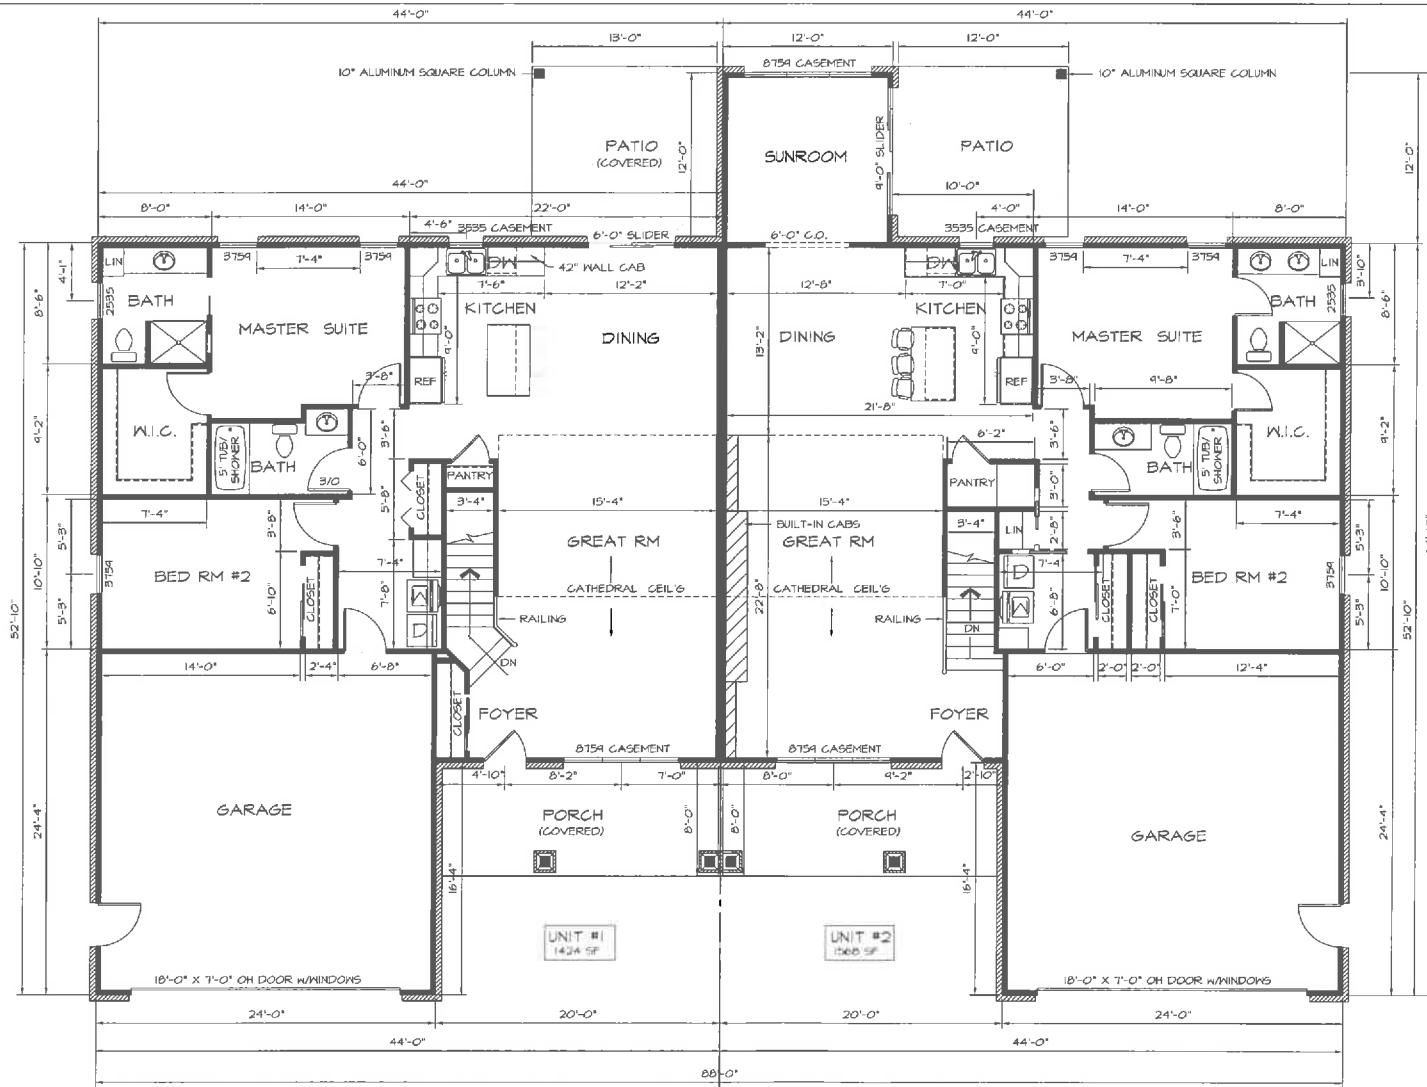 44'-0"
44'-0"
13'-0"
12'-0"
12'-0"
8759 CASEMENT
10" ALUMINUM SQUARE COLUMN
10" ALUMINUM SQUARE COLUMN
PATIO
(COVERED)
12'-0"
SUNROOM
9'-0" SLIDER
PATIO
12'-0"
44'-0"
10'-0"
8'-0"
14'-0"
22'-0"
4'-0"
14'-0"
8'-0"
4'-6"
3535 CASEMENT
6'-0" SLIDER
6'-0" C.O.
3535 CASEMENT
LIN
3759
7'-4"
3759
DW
42" WALL CAB
DW
3759
7'-4"
3759
LIN
4'-1"
8'-6"
2535
BATH
7'-6"
12'-2"
12'-8"
7'-0"
BATH
2535
3'-10"
8'-6"
MASTER SUITE
KITCHEN
9'-0"
DINING
13'-2"
DINING
KITCHEN
9'-0"
MASTER SUITE
3'-8"
REF
REF
3'-8"
9'-8"
21'-8"
9'-2"
W.I.C.
5' TUB/
SHOWER
BATH
3/0
6'-0"
3'-6"
6'-2"
3'-6"
BATH
5' TUB/
SHOWER
W.I.C.
9'-2"
PANTRY
PANTRY
3'-0"
5'-8"
CLOSET
3'-4"
15'-4"
15'-4"
3'-4"
LIN
2'-8"
7'-4"
3'-8"
BUILT-IN CABS
3'-6"
7'-4"
5'-3"
GREAT RM
GREAT RM
5'-3"
10'-10"
3759
BED RM #2
7'-4"
D
BED RM #2
3759
10'-10"
6'-10"
CLOSET
7'-8"
W
CATHEDRAL CEIL'G
22'-8"
CATHEDRAL CEIL'G
W
6'-8"
CLOSET
CLOSET
7'-0"
5'-3"
D
RAILING
RAILING
DN
5'-3"
52'-10"
52'-10"
14'-0"
2'-4"
6'-8"
DN
6'-0"
2'-0"
2'-0"
12'-4"
CLOSET
FOYER
FOYER
8759 CASEMENT
8759 CASEMENT
4'-10"
8'-2"
7'-0"
8'-0"
9'-2"
2'-10"
GARAGE
PORCH
(COVERED)
8'-0"
8'-0"
PORCH
(COVERED)
GARAGE
24'-4"
24'-4"
16'-4"
16'-4"
UNIT #1
1424 SF
UNIT #2
1568 SF
18'-0" X 7'-0" OH DOOR W/WINDOWS
18'-0" X 7'-0" OH DOOR W/WINDOWS
24'-0"
20'-0"
20'-0"
24'-0"
44'-0"
44'-0"
88'-0"